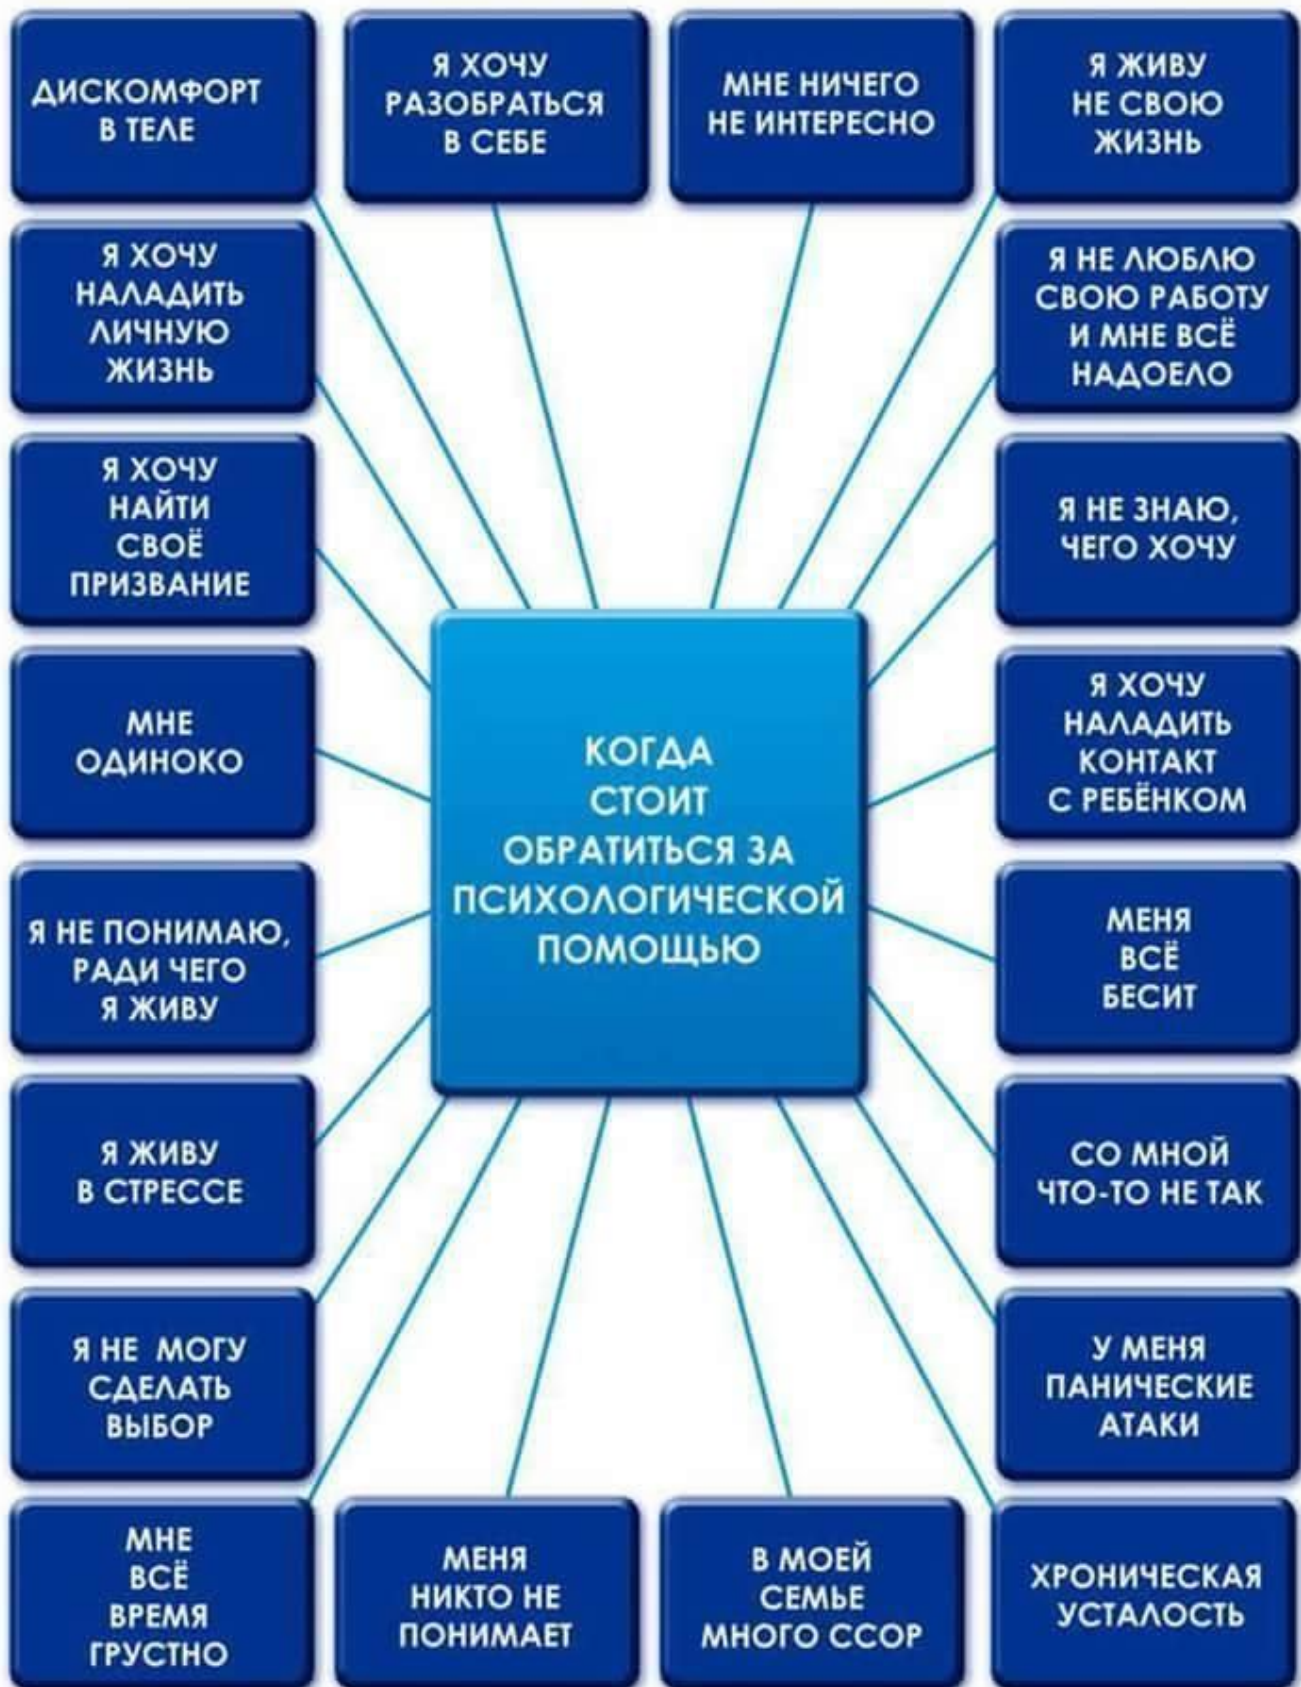 ДИСКОМФОРТ
В ТЕЛЕ
Я ХОЧУ
РАЗОБРАТЬСЯ
В СЕБЕ
МНЕ НИЧЕГО
НЕ ИНТЕРЕСНО
Я ЖИВУ
НЕ СВОЮ
ЖИЗНЬ
Я ХОЧУ
НАЛАДИТЬ
ЛИЧНУЮ
ЖИЗНЬ
Я НЕ ЛЮБЛЮ
СВОЮ РАБОТУ
И МНЕ ВСЁ
НАДОЕЛО
Я ХОЧУ
НАЙТИ
СВОЁ
ПРИЗВАНИЕ
Я НЕ ЗНАЮ,
ЧЕГО ХОЧУ
МНЕ
ОДИНОКО
КОГДА
СТОИТ
ОБРАТИТЬСЯ ЗА
ПСИХОЛОГИЧЕСКОЙ
ПОМОЩЬЮ
Я ХОЧУ
НАЛАДИТЬ
КОНТАКТ
С РЕБЁНКОМ
Я НЕ ПОНИМАЮ,
РАДИ ЧЕГО
Я ЖИВУ
МЕНЯ
ВСЁ
БЕСИТ
Я ЖИВУ
В СТРЕССЕ
СО МНОЙ
ЧТО-ТО НЕ ТАК
Я НЕ МОГУ
СДЕЛАТЬ
ВЫБОР
У МЕНЯ
ПАНИЧЕСКИЕ
АТАКИ
МНЕ
ВСЁ
ВРЕМЯ
ГРУСТНО
МЕНЯ
НИКТО НЕ
ПОНИМАЕТ
В МОЕЙ
СЕМЬЕ
МНОГО ССОР
ХРОНИЧЕСКАЯ
УСТАЛОСТЬ